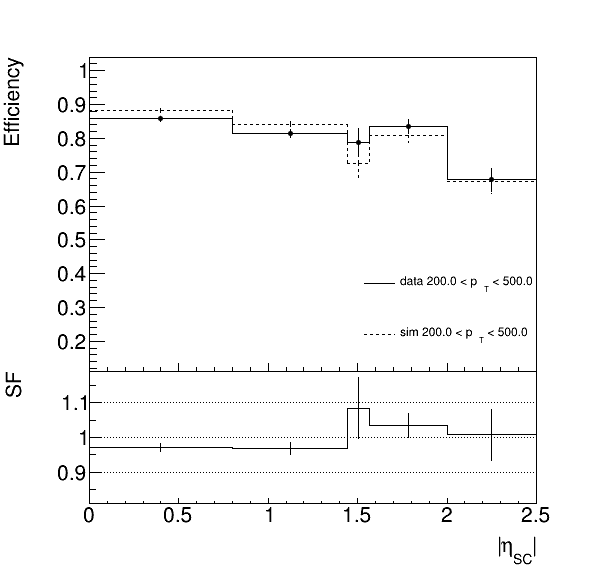 Efficiency
1
0.9
0.8
0.7
0.6
0.5
0.4
0.3
0.2
data 200.0 < p_T < 500.0
sim 200.0 < p_T < 500.0
SF
1.1
1
0.9
0 0.5 1 1.5 2 2.5
|η_SC|